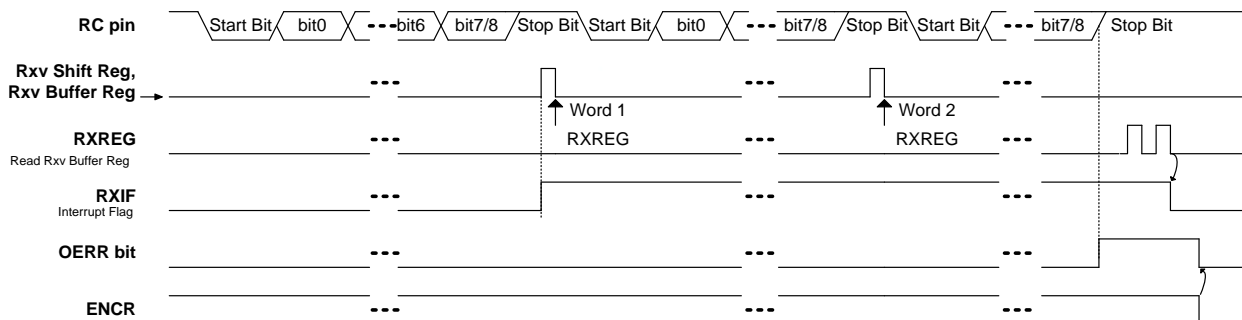 RC pin Start Bit bit0 bit6 bit7/8 Stop Bit Start Bit bit0 bit7/8 Stop Bit Start Bit bit7/8 Stop Bit
Rxv Shift Reg,
Rxv Buffer Reg
Word 1 Word 2
RXREG RXREG RXREG
Read Rxv Buffer Reg
RXIF
Interrupt Flag
OERR bit
ENCR